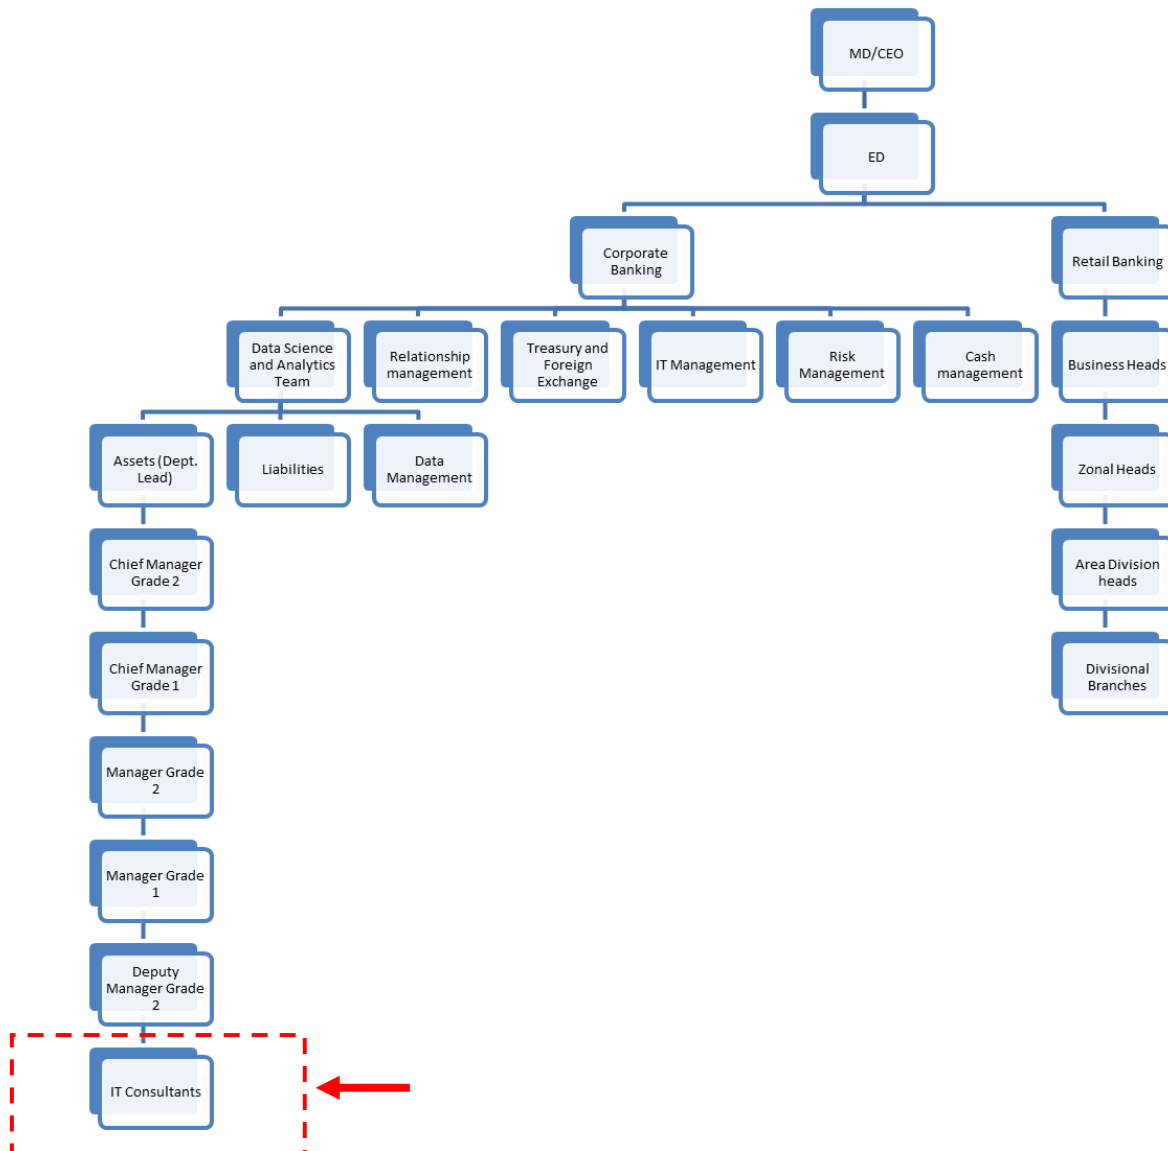 MD/CEO
ED
Corporate
Banking
Retail Banking
Data Science
and Analytics
Team
Relationship
management
Treasury and
Foreign
Exchange
IT Management
Risk
Management
Cash
management
Business Heads
Assets (Dept.
Lead)
Liabilities
Data
Management
Zonal Heads
Chief Manager
Grade 2
Area Division
heads
Chief Manager
Grade 1
Divisional
Branches
Manager Grade
2
Manager Grade
1
Deputy
Manager Grade
2
IT Consultants